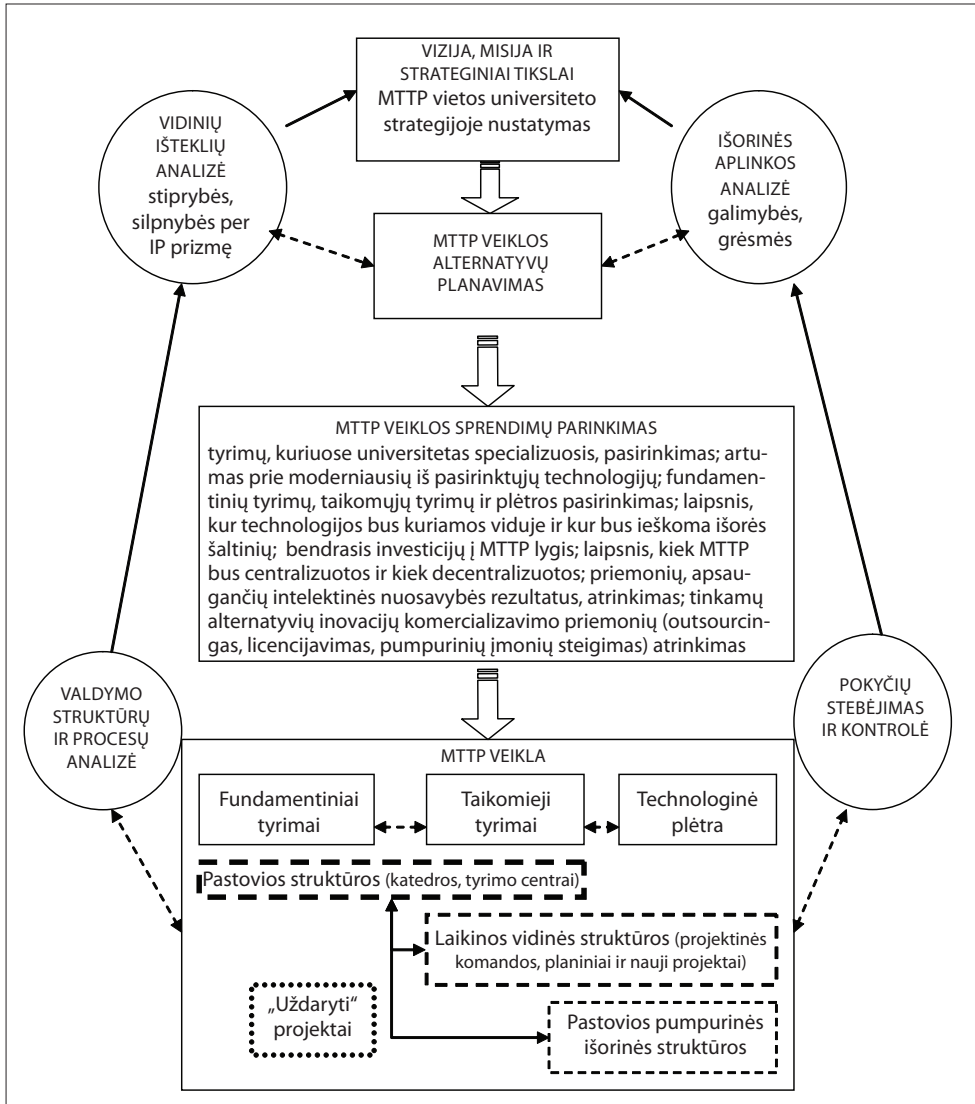 VIZIJA, MISIJA IR
STRATEGINIAI TIKSLAI
MTTP vietos universiteto
strategijoje nustatymas
VIDINIŲ
IŠTEKLIŲ
ANALIZĖ
stiprybės,
silpnybės per
IP prizmę
IŠORINĖS
APLINKOS
ANALIZĖ
galimybės,
grėsmės
MTTP VEIKLOS
ALTERNATYVŲ
PLANAVIMAS
MTTP VEIKLOS SPRENDIMŲ PARINKIMAS
tyrimų, kuriuose universitetas specializuosis, pasirinkimas; artu-
mas prie moderniausių iš pasirinktųjų technologijų; fundamen-
tinių tyrimų, taikomųjų tyrimų ir plėtros pasirinkimas; laipsnis,
kur technologijos bus kuriamos viduje ir kur bus ieškoma išorės
šaltinių; bendrasis investicijų į MTTP lygis; laipsnis, kiek MTTP
bus centralizuotos ir kiek decentralizuotos; priemonių, apsau-
gančių intelektinės nuosavybės rezultatus, atrinkimas; tinkamų
alternatyvių inovacijų komercializavimo priemonių (outsourcin-
gas, licencijavimas, pumpurinių įmonių steigimas) atrinkimas
VALDYMO
STRUKTŪRŲ
IR PROCESŲ
ANALIZĖ
POKYČIŲ
STEBĖJIMAS
IR KONTROLĖ
MTTP VEIKLA
Fundamentiniai
tyrimai
Taikomieji
tyrimai
Technologinė
plėtra
Pastovios struktūros (katedros, tyrimo centrai)
Laikinos vidinės struktūros (projektinės
komandos, planiniai ir nauji projektai)
„Uždaryti“
projektai
Pastovios pumpurinės
išorinės struktūros